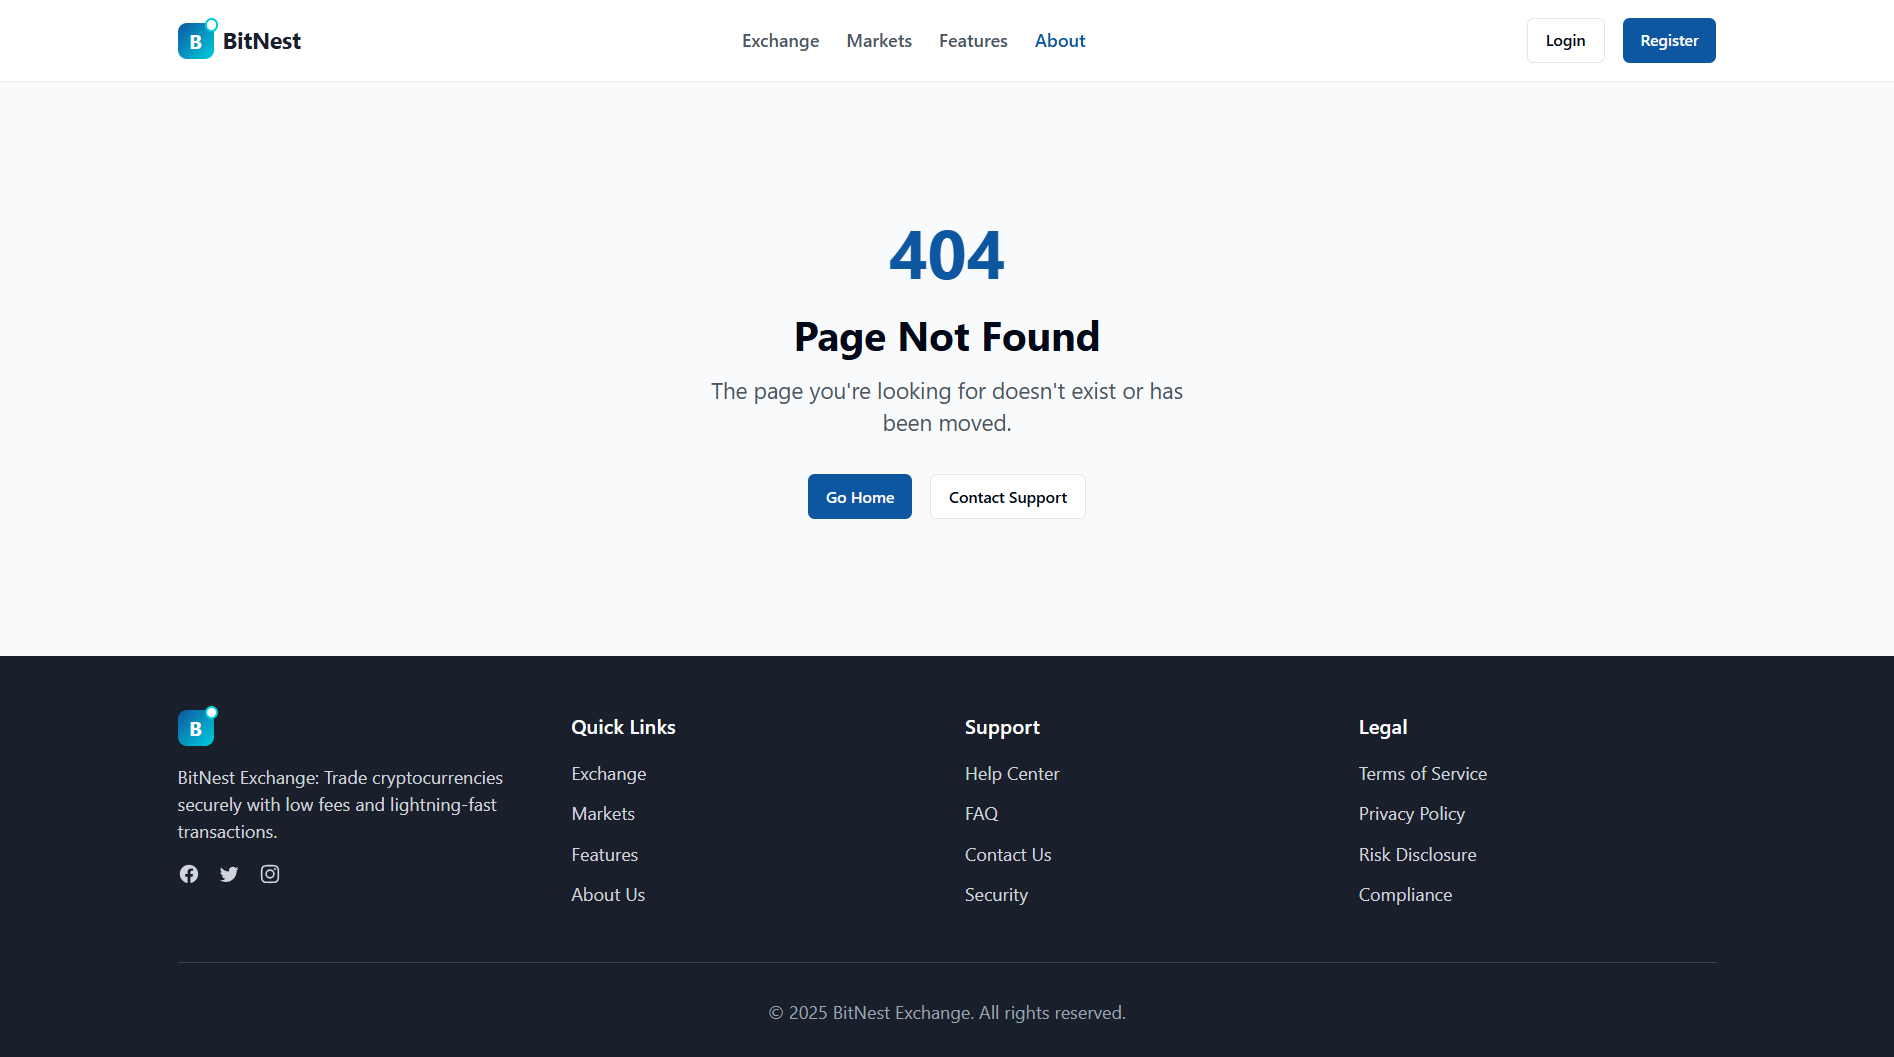 B BitNest
Exchange Markets Features About
Login Register
404
Page Not Found
The page you're looking for doesn't exist or has
been moved.
Go Home Contact Support
B
BitNest Exchange: Trade cryptocurrencies
securely with low fees and lightning-fast
transactions.
Quick Links
Exchange
Markets
Features
About Us
Support
Help Center
FAQ
Contact Us
Security
Legal
Terms of Service
Privacy Policy
Risk Disclosure
Compliance
© 2025 BitNest Exchange. All rights reserved.